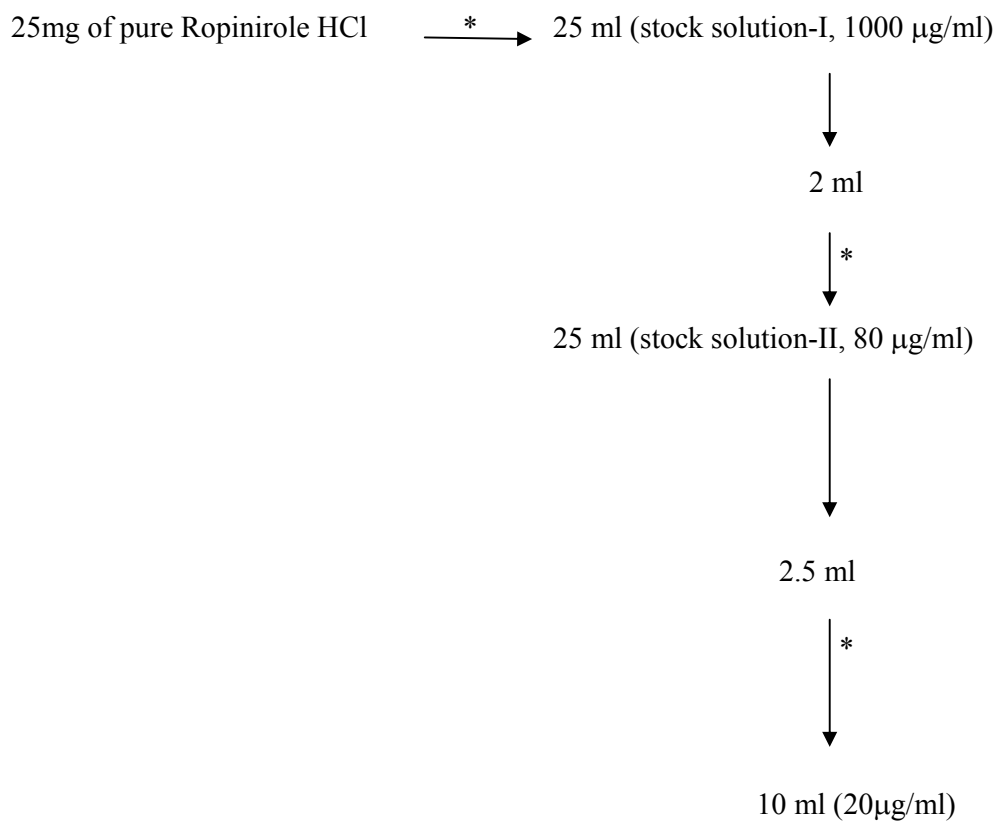 25mg of pure Ropinirole HCl * 25 ml (stock solution-I, 1000 μg/ml)
2 ml
*
25 ml (stock solution-II, 80 μg/ml)
2.5 ml
*
10 ml (20μg/ml)